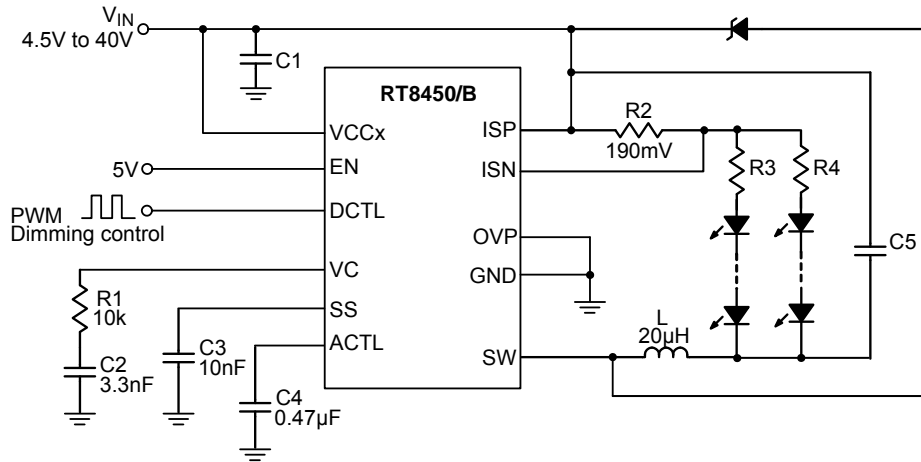 VIN
4.5V to 40V
C1
RT8450/B
VCCx
EN
DCTL
VC
SS
ACTL
ISP
ISN
OVP
GND
SW
5V
PWM
Dimming control
R1
10k
C2
3.3nF
C3
10nF
C4
0.47µF
R2
190mV
R3
R4
C5
L
20µH